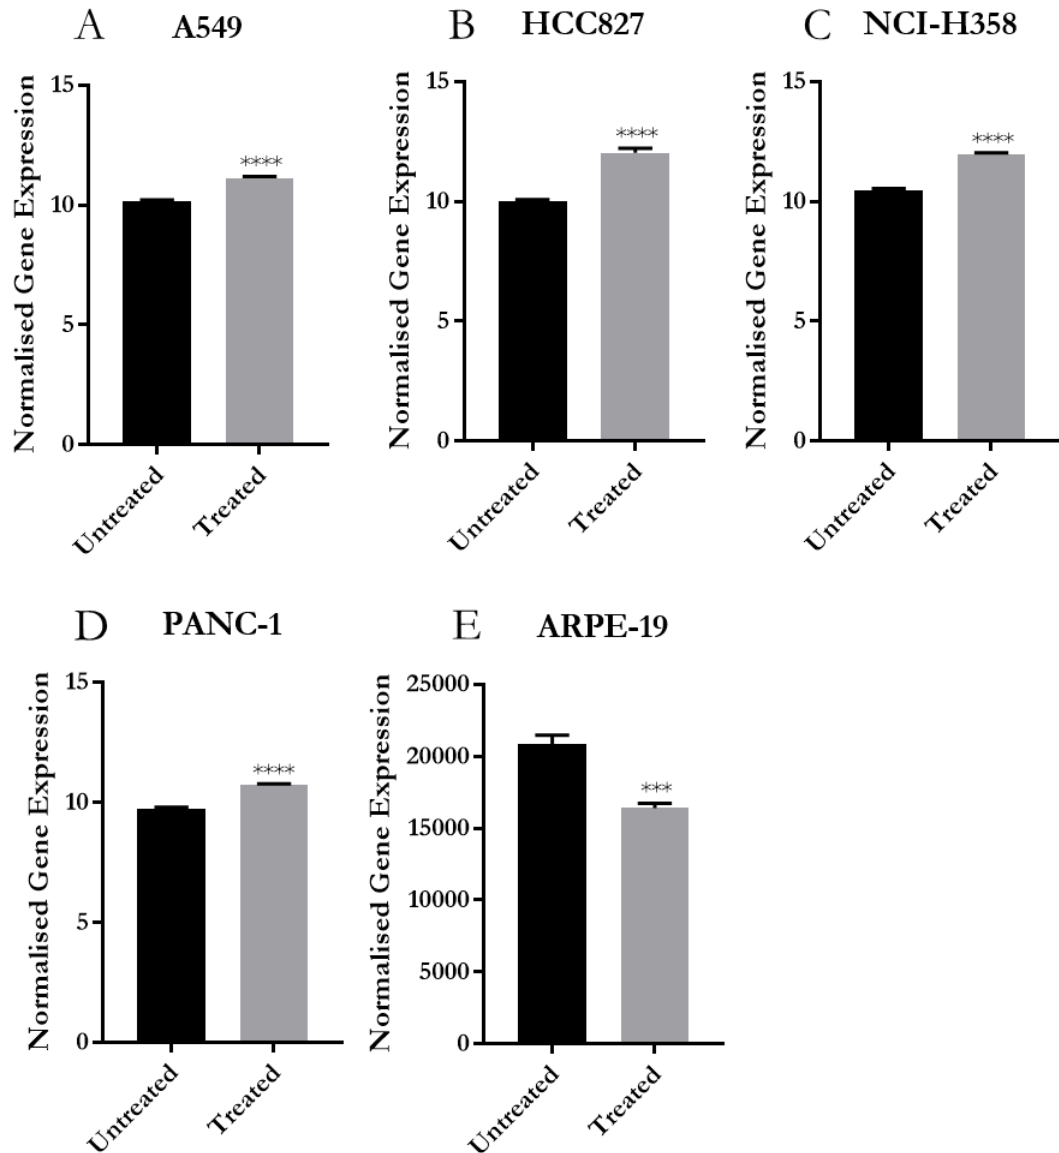 A A549
Normalised Gene Expression
15
10
5
0
****
Untreated
Treated
B HCC827
Normalised Gene Expression
15
10
5
0
****
Untreated
Treated
C NCI-H358
Normalised Gene Expression
15
10
5
0
****
Untreated
Treated
D PANC-1
Normalised Gene Expression
15
10
5
0
****
Untreated
Treated
E ARPE-19
Normalised Gene Expression
25000
20000
15000
10000
5000
0
***
Untreated
Treated